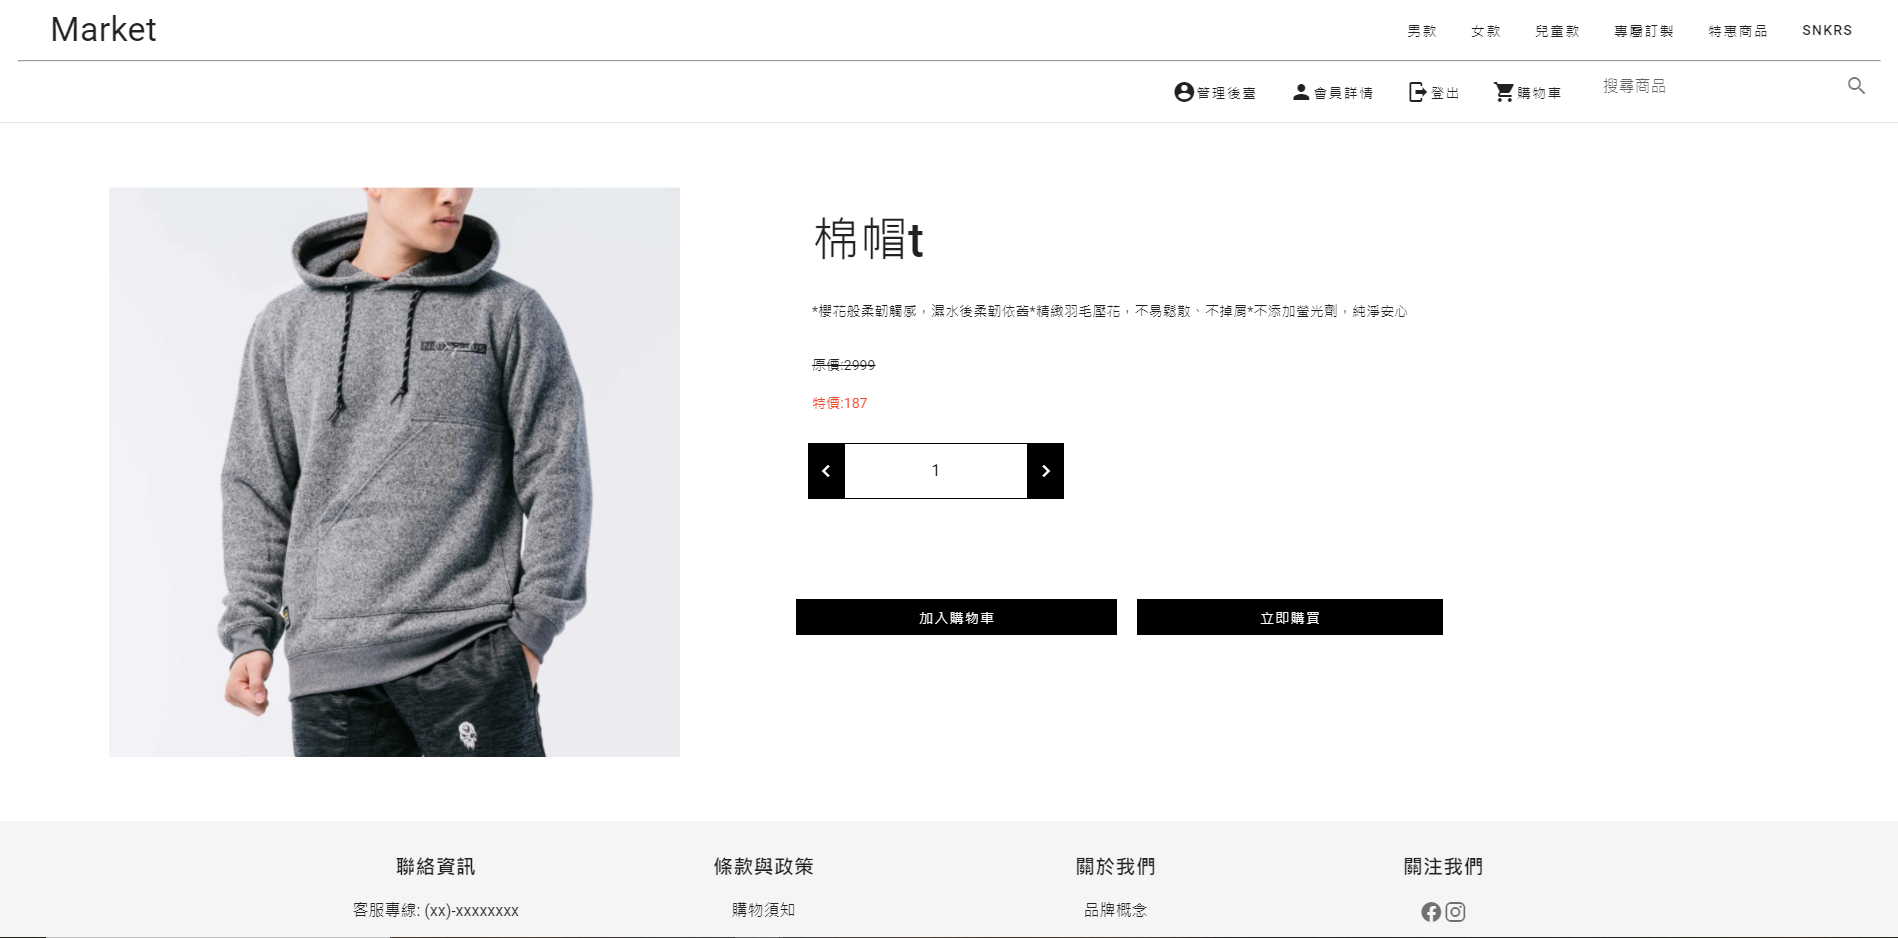 Market
男款 女款 兒童款 專屬訂製 特惠商品 SNKRS
管理後臺 會員詳情 登出 購物車 搜尋商品
棉帽t
*櫻花般柔韌觸感，濕水後柔韌依舊*精緻羽毛壓花，不易鬆散、不掉屑*不添加螢光劑，純淨安心
原價:2999
特價:187
1
加入購物車 立即購買
聯絡資訊 條款與政策 關於我們 關注我們
客服專線: (xx)-xxxxxxxx 購物須知 品牌概念